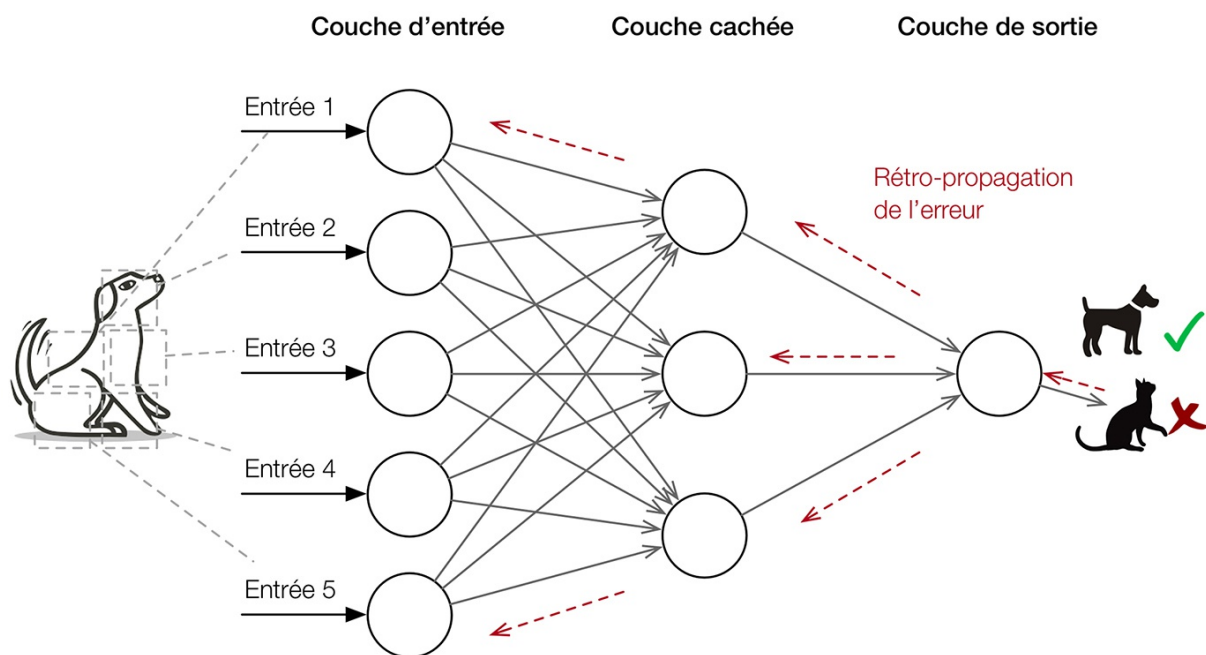 Couche d’entrée
Couche cachée
Couche de sortie
Entrée 1
Entrée 2
Entrée 3
Entrée 4
Entrée 5
Rétro-propagation
de l’erreur